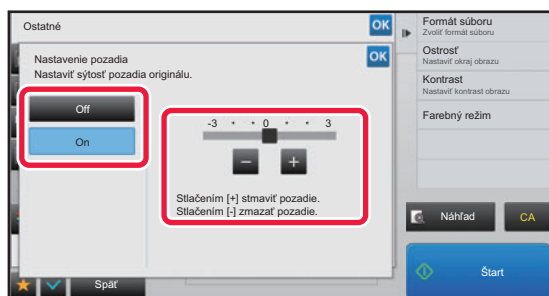 Ostatné
OK
Nastavenie pozadia
OK
Nastaviť sýtosť pozadia originálu.
Off
On
-3 • • 0 • • 3
− +
Stlačením [+] stmaviť pozadie.
Stlačením [-] zmazať pozadie.
Späť
Formát súboru
Zvoliť formát súboru
Ostrosť
Nastaviť okraj obrazu
Kontrast
Nastaviť kontrast obrazu
Farebný režim
Náhľad
CA
Štart